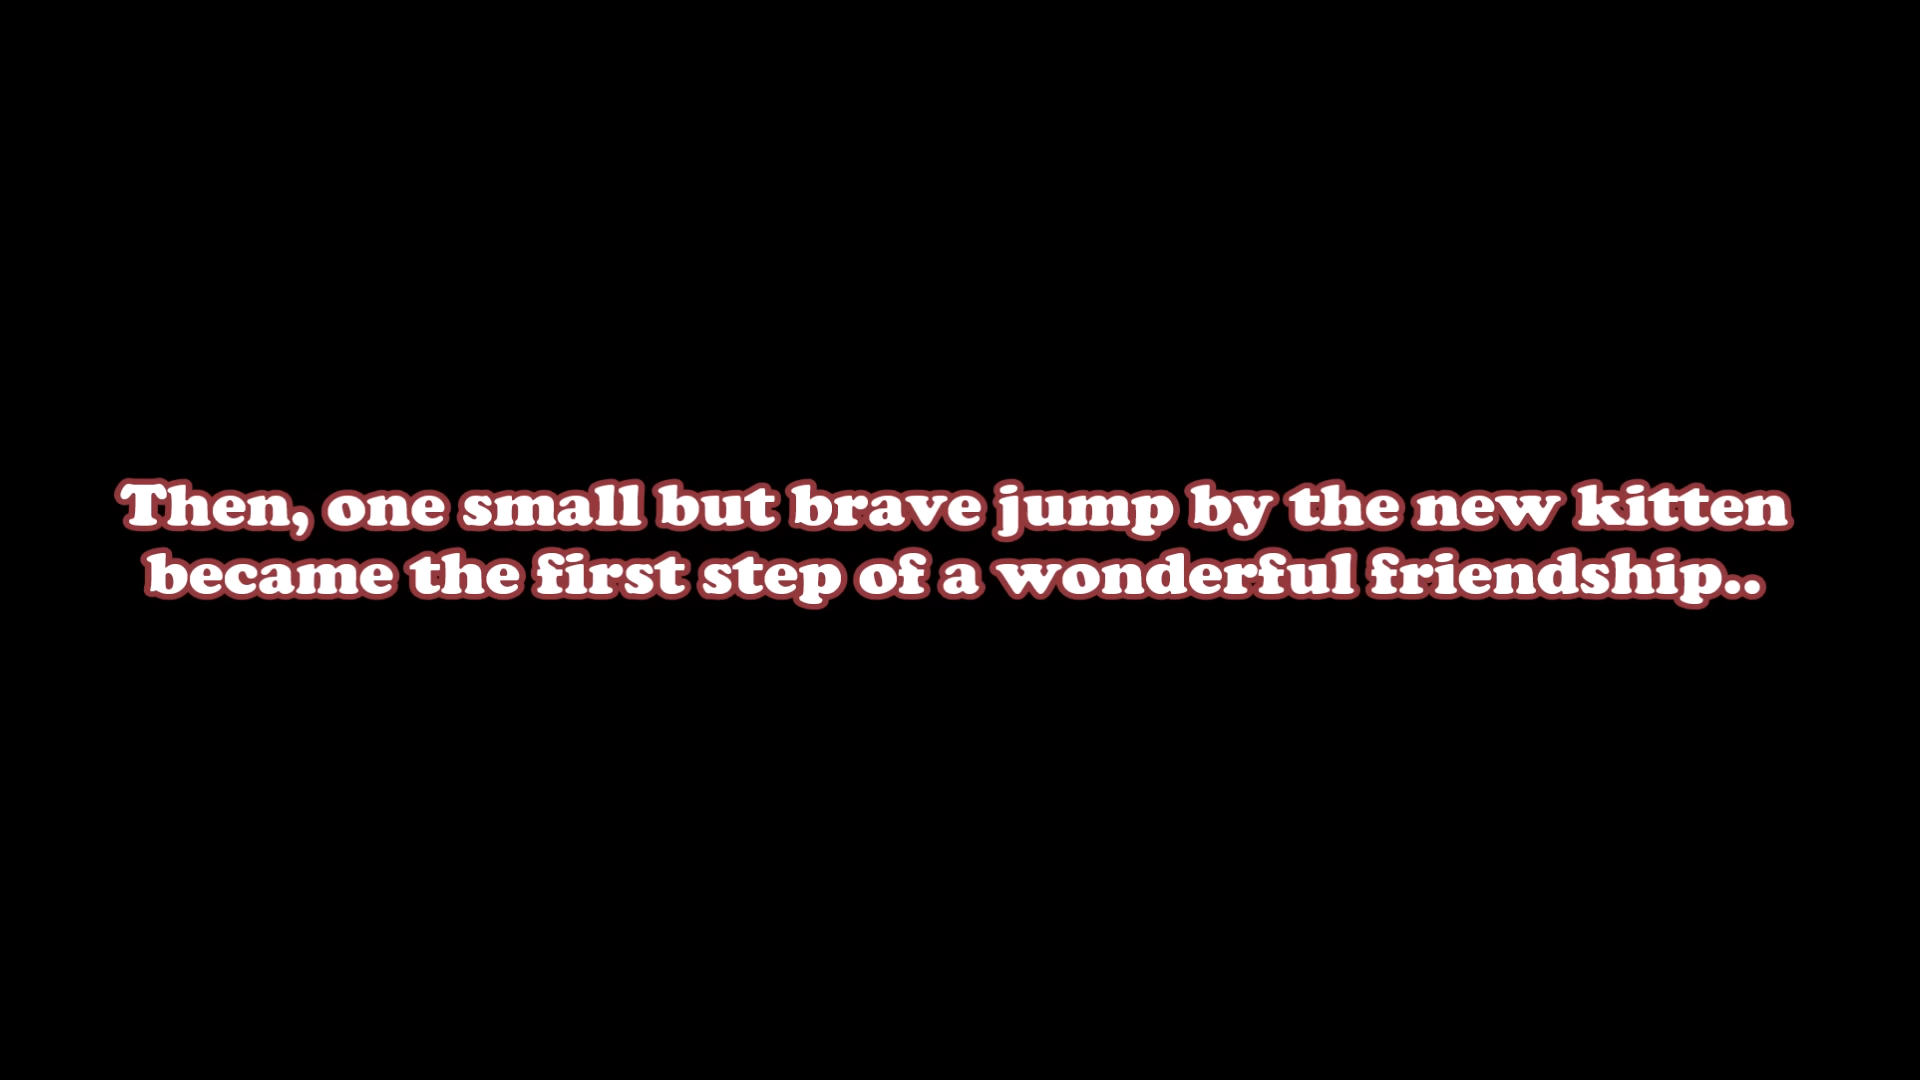 Then, one small but brave jump by the new kitten
became the first step of a wonderful friendship..